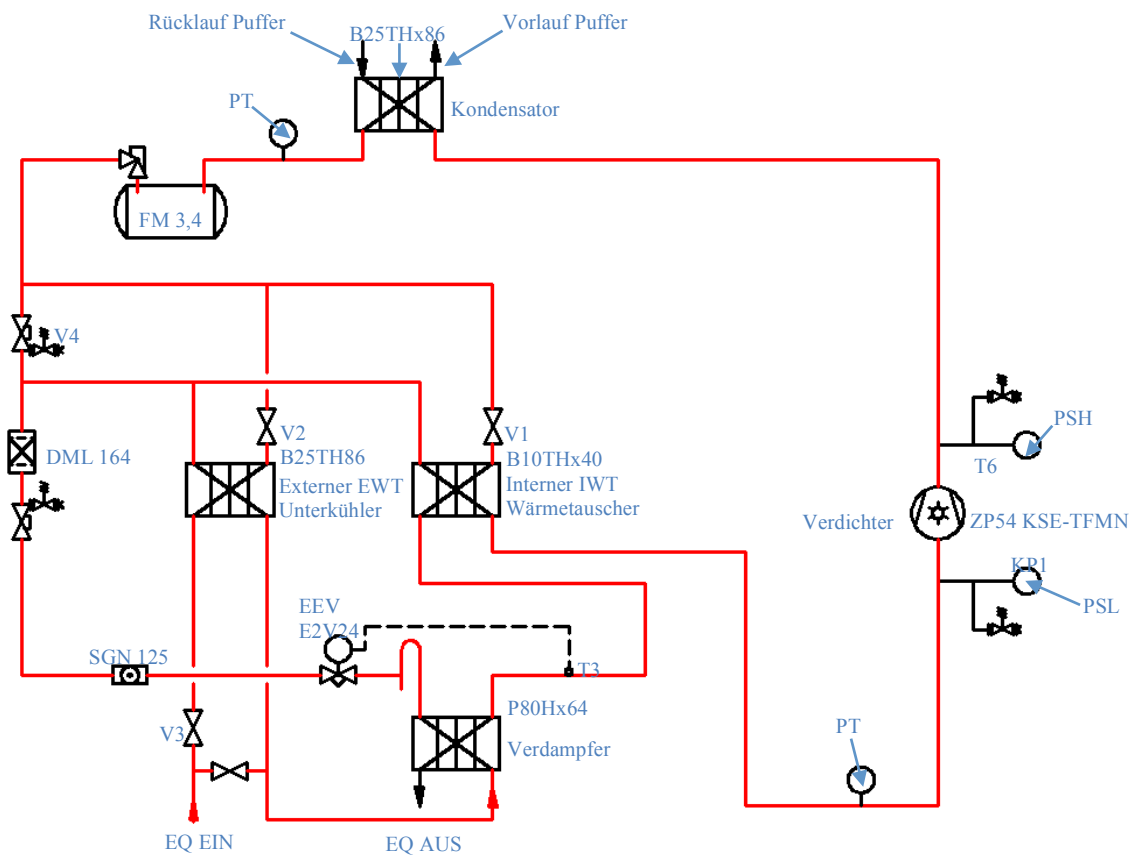 Rücklauf Puffer
B25THx86
Vorlauf Puffer
PT
Kondensator
FM 3,4
V4
V2
V1
PSH
DML 164
B25TH86
Externer EWT
Unterkühler
B10THx40
Interner IWT
Wärmetauscher
T6
Verdichter
ZP54 KSE-TFMN
KP1
PSL
EEV
E2V24
SGN 125
T3
P80Hx64
V3
Verdampfer
PT
EQ EIN
EQ AUS